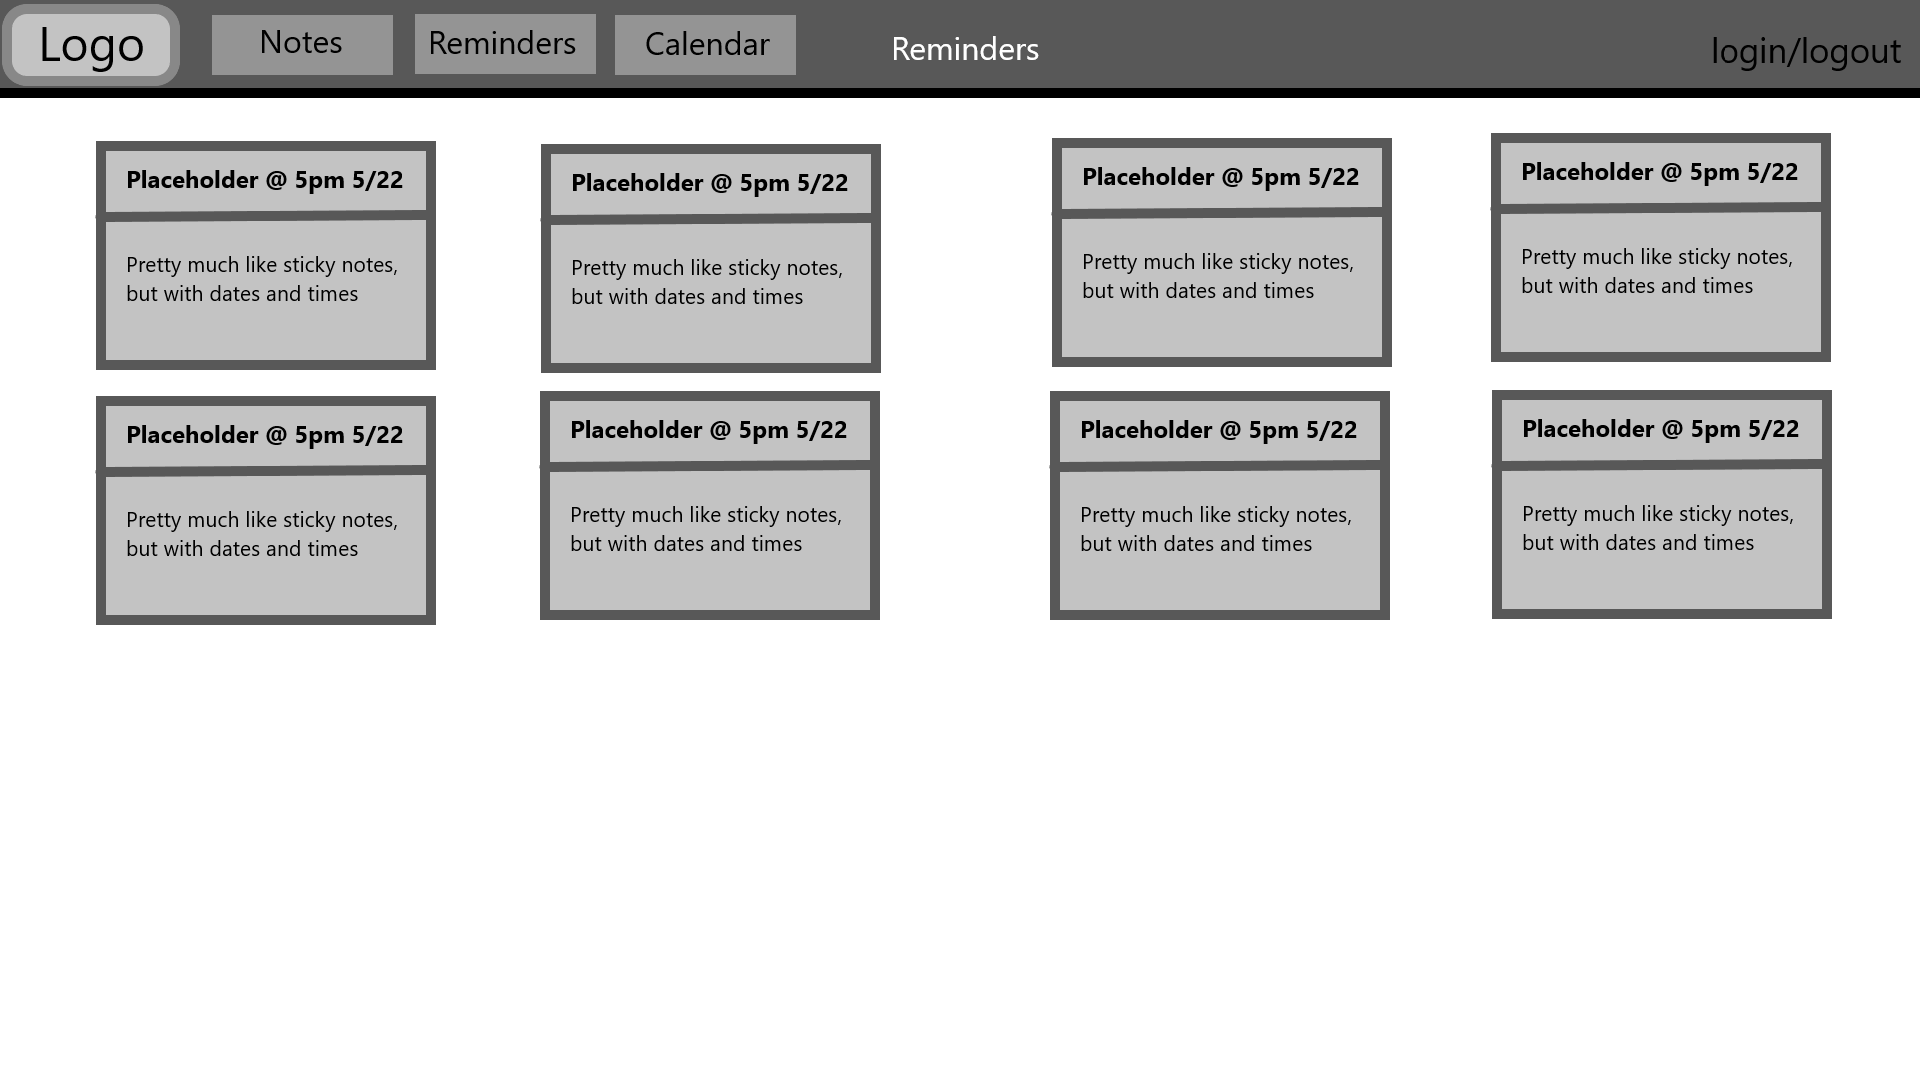 Logo
Notes
Reminders
Calendar
Reminders
login/logout
Placeholder @ 5pm 5/22
Pretty much like sticky notes,
but with dates and times
Placeholder @ 5pm 5/22
Pretty much like sticky notes,
but with dates and times
Placeholder @ 5pm 5/22
Pretty much like sticky notes,
but with dates and times
Placeholder @ 5pm 5/22
Pretty much like sticky notes,
but with dates and times
Placeholder @ 5pm 5/22
Pretty much like sticky notes,
but with dates and times
Placeholder @ 5pm 5/22
Pretty much like sticky notes,
but with dates and times
Placeholder @ 5pm 5/22
Pretty much like sticky notes,
but with dates and times
Placeholder @ 5pm 5/22
Pretty much like sticky notes,
but with dates and times